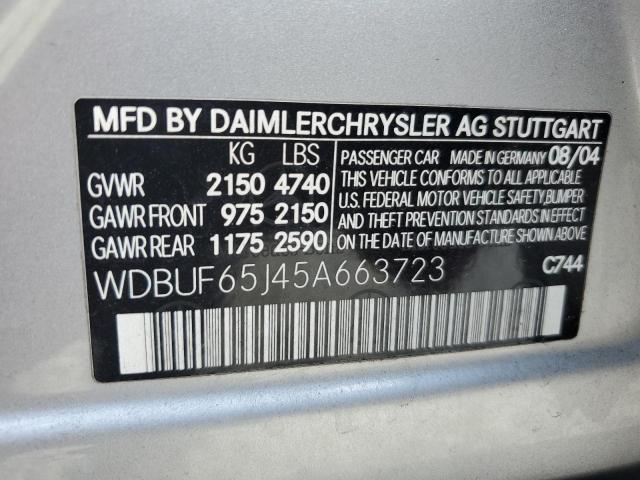 MFD BY DAIMLERCHRYSLER AG STUTTGART
KG LBS
GVWR 2150 4740
GAWR FRONT 975 2150
GAWR REAR 1175 2590
PASSENGER CAR MADE IN GERMANY 08/04
THIS VEHICLE CONFORMS TO ALL APPLICABLE
U.S. FEDERAL MOTOR VEHICLE SAFETY, BUMPER
AND THEFT PREVENTION STANDARDS IN EFFECT
ON THE DATE OF MANUFACTURE SHOWN ABOVE.
WDBUF65J45A663723 C744